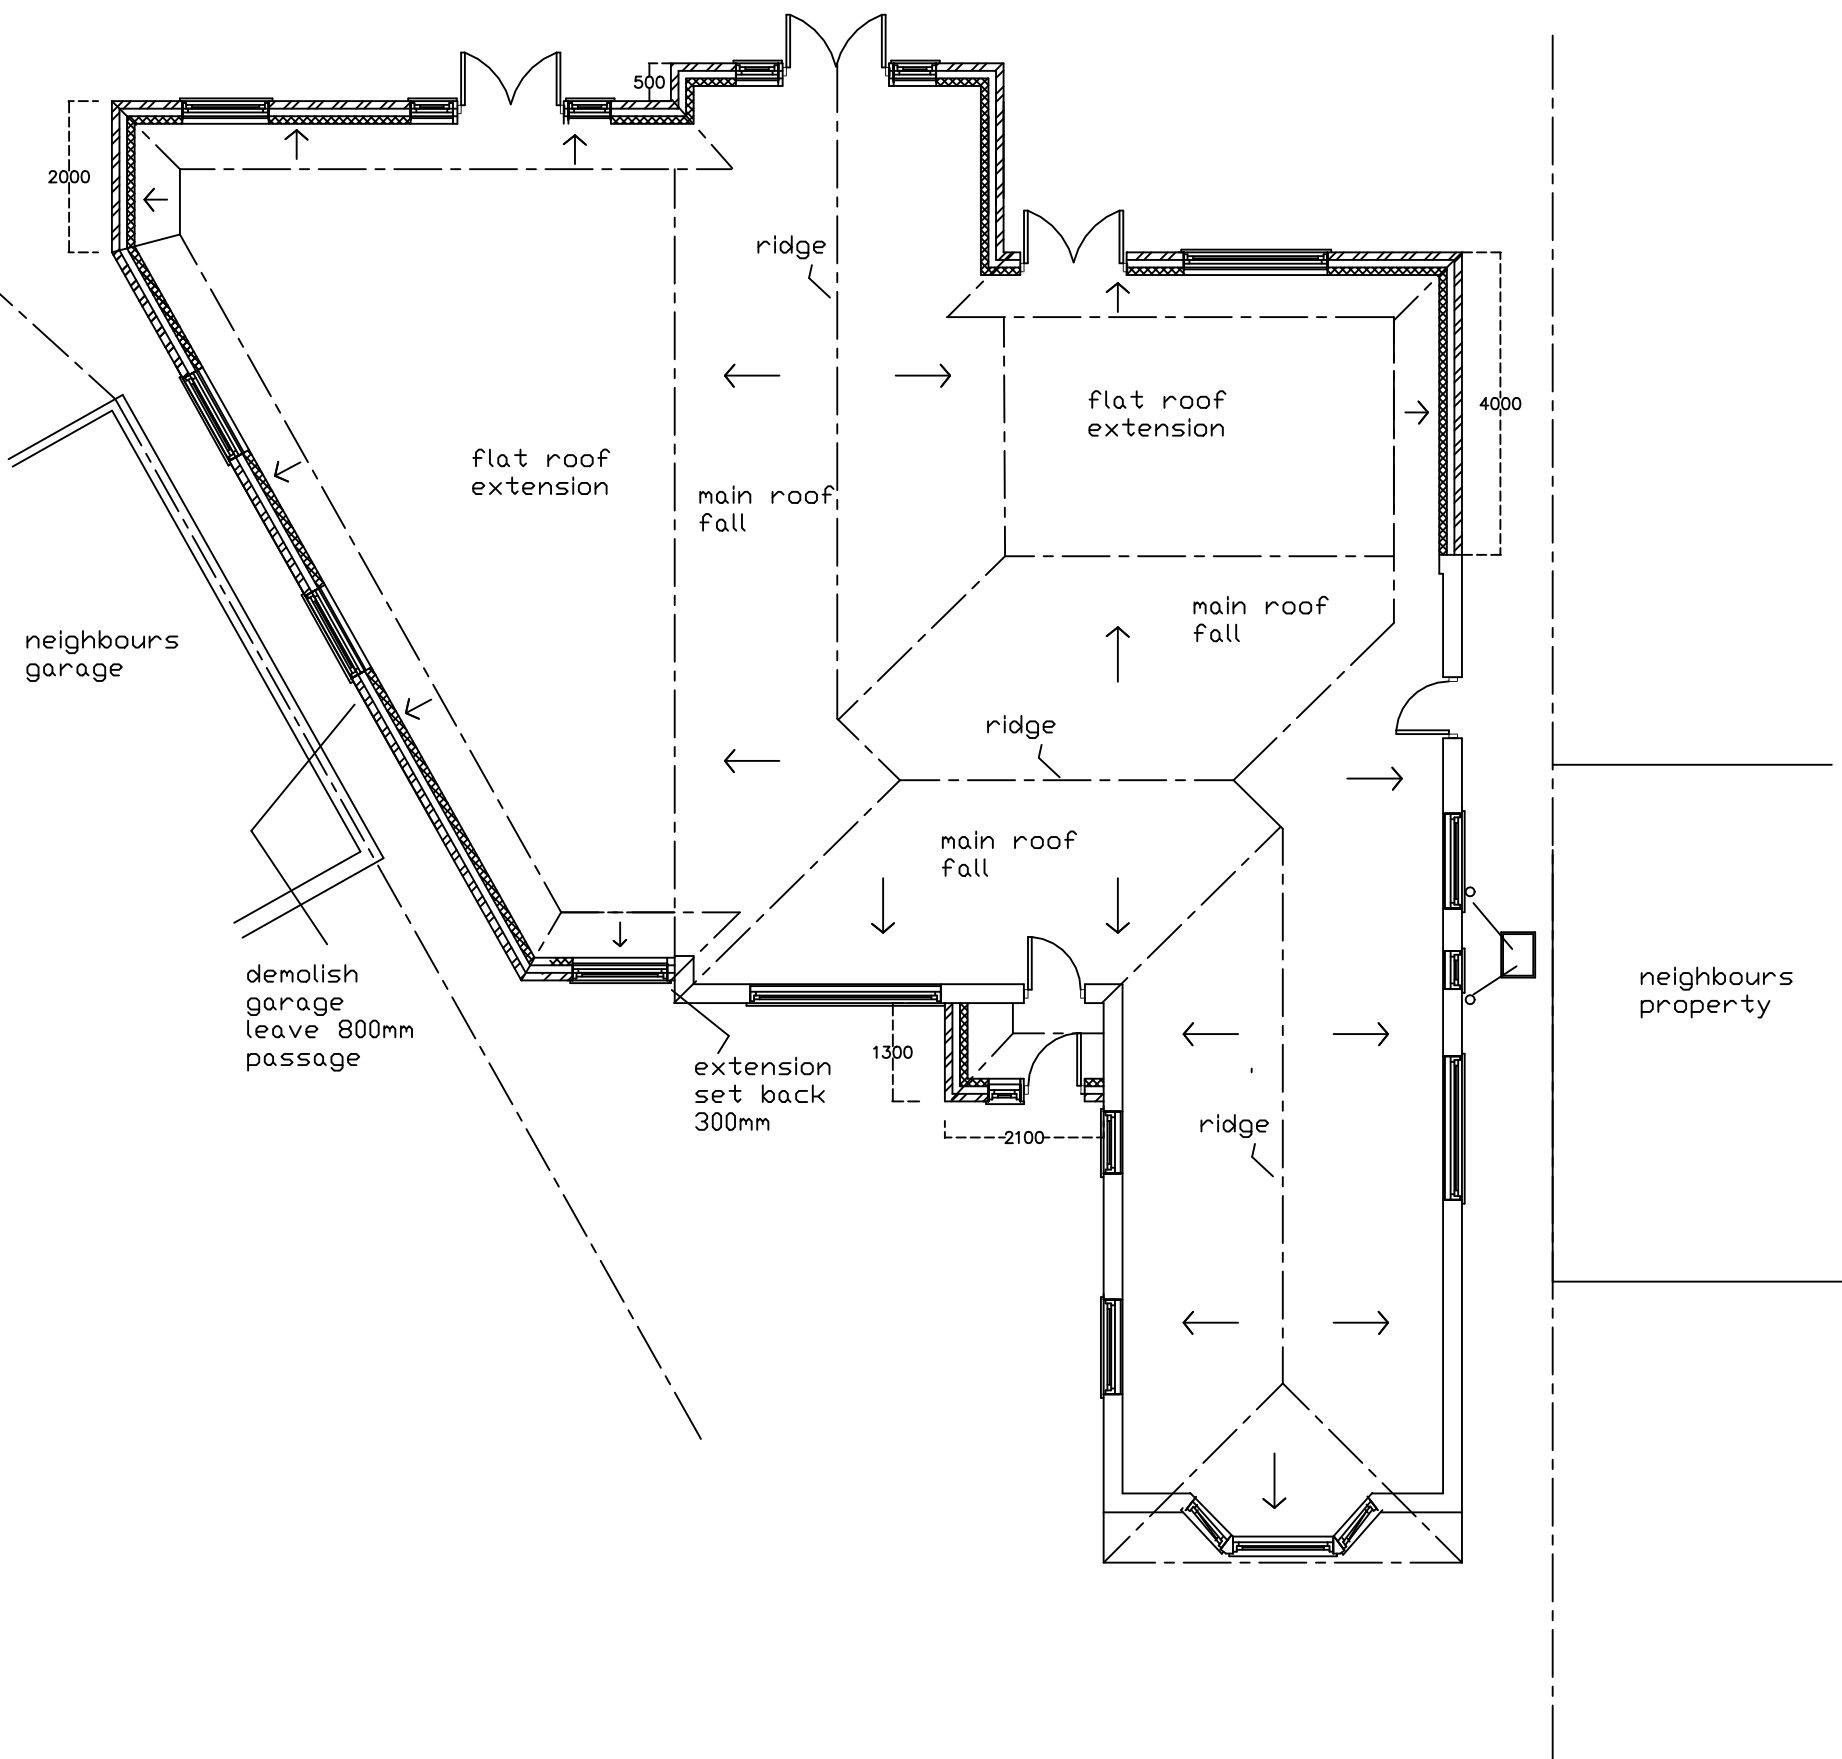 500
2000
ridge
flat roof
extension
4000
flat roof
extension
main roof
fall
main roof
fall
neighbours
garage
ridge
main roof
fall
demolish
garage
leave 800mm
passage
neighbours
property
1300
extension
set back
300mm
ridge
2100